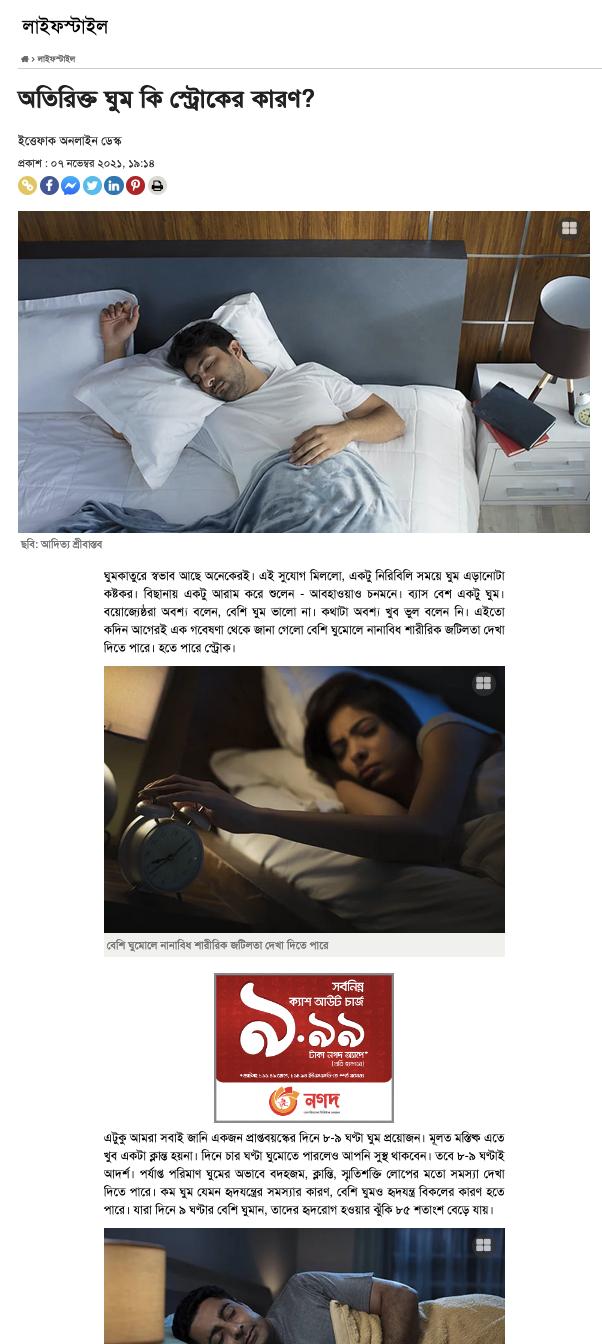 লাইফস্টাইল
লাইফস্টাইল
অতিরিক্ত ঘুম কি স্ট্রোকের কারণ?
ইত্তেফাক অনলাইন ডেস্ক
প্রকাশ : ০৭ নভেম্বর ২০২১, ১৯:১৪
ছবি: আদিত্য শ্রীবাস্তব
ঘুমকাতুরে স্বভাব আছে অনেকেরই। এই সুযোগ মিললো, একটু নিরিবিলি সময়ে ঘুম এড়ানোটা
কষ্টকর। বিছানায় একটু আরাম করে শুলেন - আবহাওয়াও চনমনে। ব্যাস বেশ একটু ঘুম।
বয়োজ্যেষ্ঠরা অবশ্য বলেন, বেশি ঘুম ভালো না। কথাটা অবশ্য খুব ভুল বলেন নি। এইতো
কদিন আগেরই এক গবেষণা থেকে জানা গেলো বেশি ঘুমোলে নানাবিধ শারীরিক জটিলতা দেখা
দিতে পারে। হতে পারে স্ট্রোক।
বেশি ঘুমোলে নানাবিধ শারীরিক জটিলতা দেখা দিতে পারে
সর্বনিম্ন
ক্যাশ আউট চার্জ
৯.৯৯
টাকা নগদ অ্যাপে*
নগদ
এটুকু আমরা সবাই জানি একজন প্রাপ্তবয়স্কের দিনে ৮-৯ ঘণ্টা ঘুম প্রয়োজন। মূলত মস্তিষ্ক এতে
খুব একটা ক্লান্ত হয়না। দিনে চার ঘণ্টা ঘুমোতে পারলেও আপনি সুস্থ থাকবেন। তবে ৮-৯ ঘণ্টাই
আদর্শ। পর্যাপ্ত পরিমাণ ঘুমের অভাবে বদহজম, ক্লান্তি, স্মৃতিশক্তি লোপের মতো সমস্যা দেখা
দিতে পারে। কম ঘুম যেমন হৃদযন্ত্রের সমস্যার কারণ, বেশি ঘুমও হৃদযন্ত্র বিকলের কারণ হতে
পারে। যারা দিনে ৯ ঘণ্টার বেশি ঘুমান, তাদের হৃদরোগ হওয়ার ঝুঁকি ৮৫ শতাংশ বেড়ে যায়।